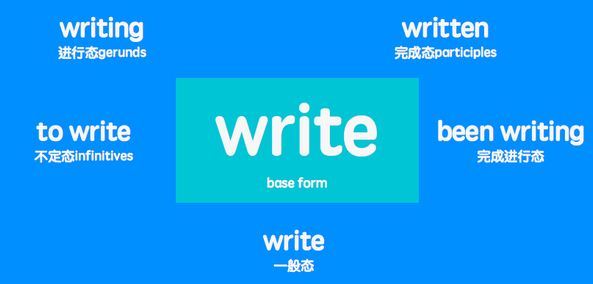 writing
进行态gerunds
written
完成态participles
to write
不定态infinitives
write
base form
been writing
完成进行态
write
一般态